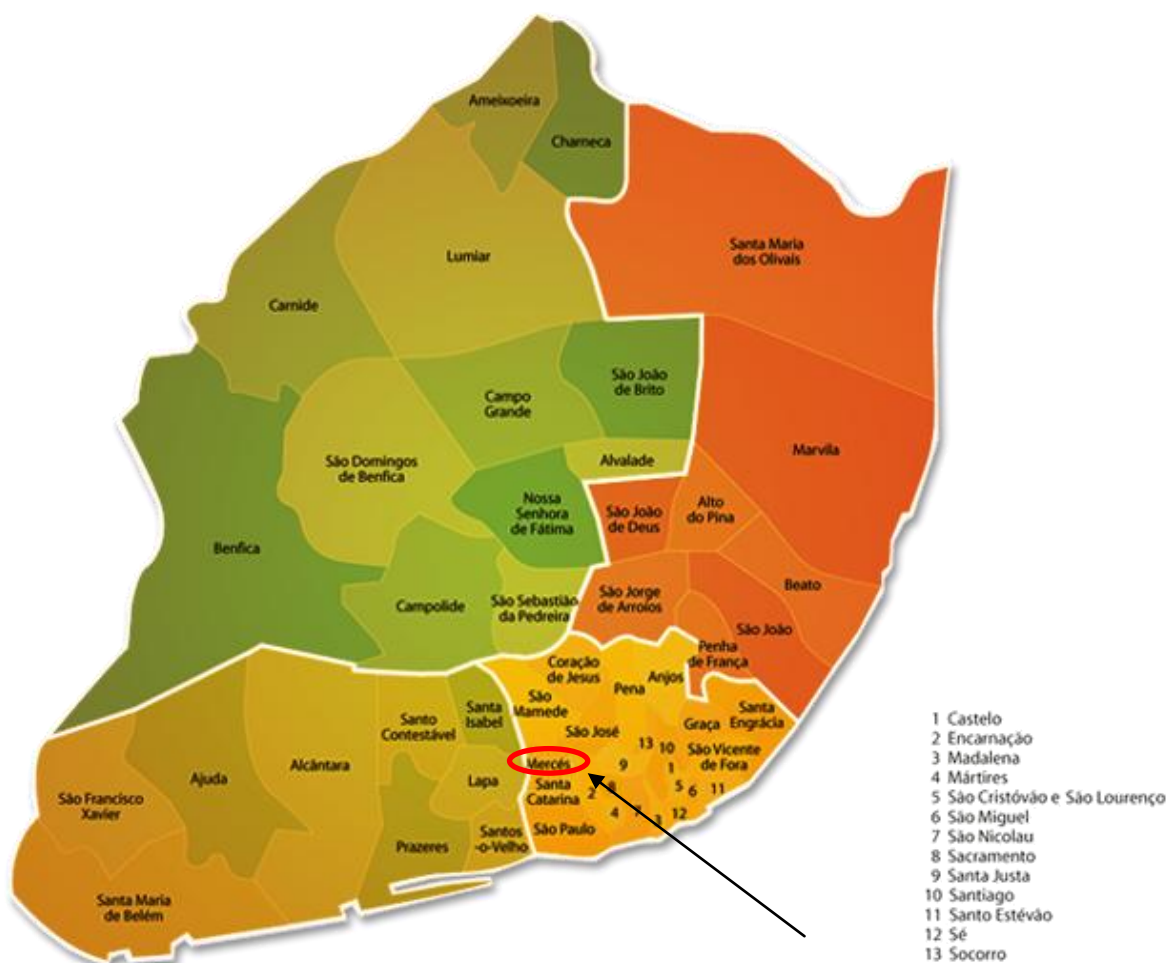 Ameixoeira
Charneca
Lumiar
Santa Maria
dos Olivais
Carnide
São João
de Brito
Campo
Grande
Marvila
São Domingos
de Benfica
Alvalade
Nossa
Senhora
de Fátima
São João
de Deus
Alto
do Pina
Benfica
Beato
Campolide
São Sebastião
da Pedreira
São Jorge
de Arroios
São João
Penha
de França
Coração
de Jesus
Pena
Anjos
São
Mamede
Santa
Isabel
Santo
Contestável
São José
Graça
Santa
Engrácia
13
10
São Vicente
de Fora
Mercês
9
1
Ajuda
Alcântara
Lapa
Santa
Catarina
2
8
5
6
11
São Francisco
Xavier
4
7
3
12
São Paulo
Prazeres
Santos
-o-Velho
Santa Maria
de Belém
1 Castelo
2 Encarnação
3 Madalena
4 Mártires
5 São Cristóvão e São Lourenço
6 São Miguel
7 São Nicolau
8 Sacramento
9 Santa Justa
10 Santiago
11 Santo Estévão
12 Sé
13 Socorro